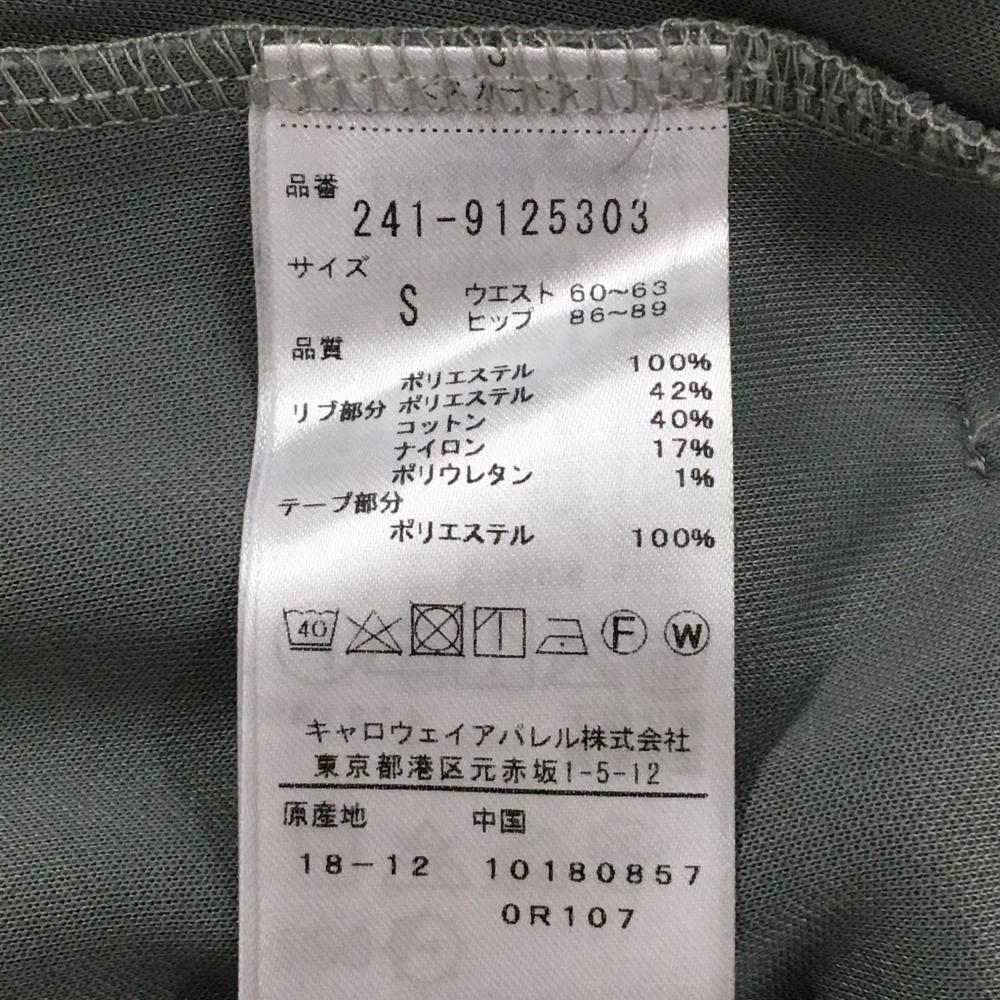 品番
241-9125303
サイズ
S ウエスト 60～63
ヒップ 86～89
品質
ポリエステル 100%
リブ部分 ポリエステル 42%
コットン 40%
ナイロン 17%
ポリウレタン 1%
テープ部分
ポリエステル 100%
40 F W
キャロウェイアパレル株式会社
東京都港区元赤坂1-5-12
原産地 中国
18-12 10180857
0R107